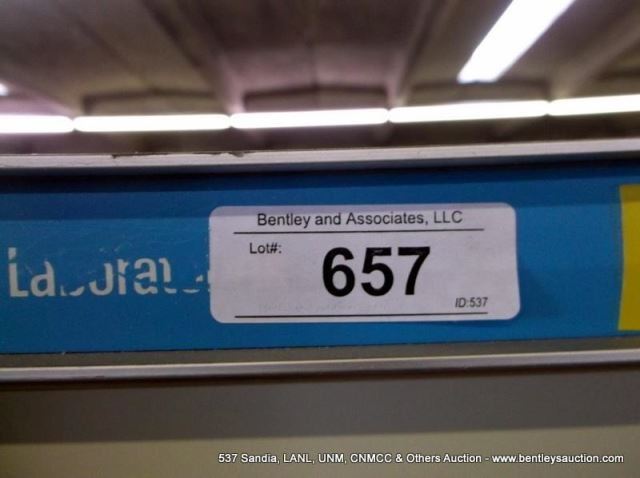 Bentley and Associates, LLC
Lot#:
657
ID:537
537 Sandia, LANL, UNM, CNMCC & Others Auction - www.bentleysauction.com